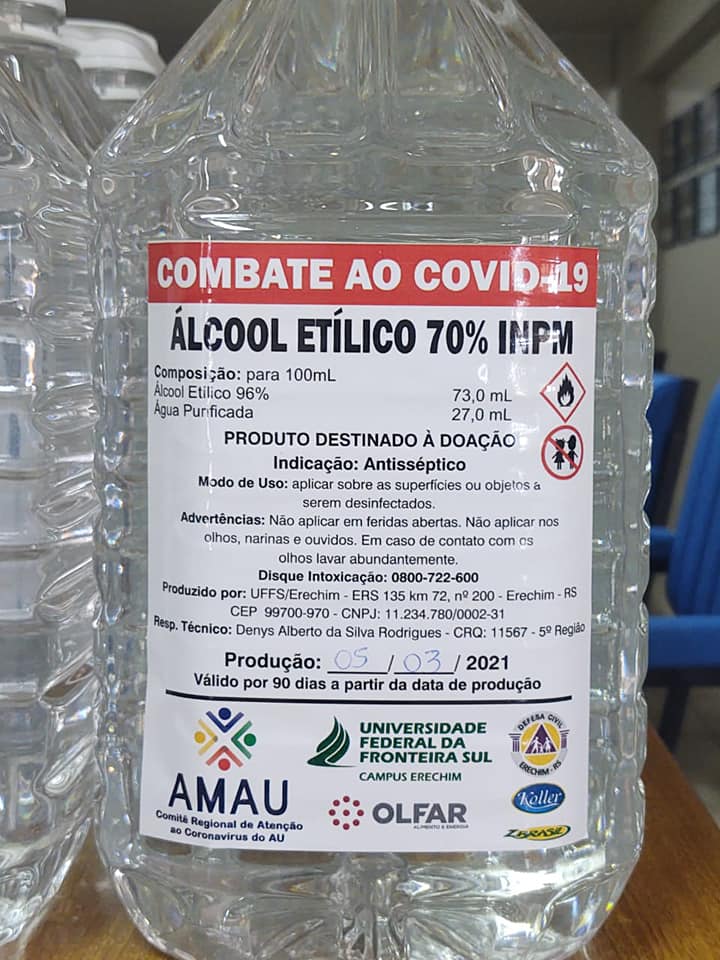 COMBATE AO COVID-19
ÁLCOOL ETÍLICO 70% INPM
Composição: para 100mL
Álcool Etílico 96% 73,0 mL
Água Purificada 27,0 mL
PRODUTO DESTINADO À DOAÇÃO
Indicação: Antisséptico
Modo de Uso: aplicar sobre as superfícies ou objetos a
serem desinfectados.
Advertências: Não aplicar em feridas abertas. Não aplicar nos
olhos, narinas e ouvidos. Em caso de contato com os
olhos lavar abundantemente.
Disque Intoxicação: 0800-722-600
Produzido por: UFFS/Erechim - ERS 135 km 72, nº 200 - Erechim - RS
CEP 99700-970 - CNPJ: 11.234.780/0002-31
Resp. Técnico: Denys Alberto da Silva Rodrigues - CRQ: 11567 - 5º Região
Produção: 05/03/2021
Válido por 90 dias a partir da data de produção
AMAU
Comitê Regional de Atenção
ao Coronavírus do AU
UNIVERSIDADE
FEDERAL DA
FRONTEIRA SUL
CAMPUS ERECHIM
OLFAR
ALIMENTO & ENERGIA
DEFESA CIVIL
ERECHIM - RS
Koller
ZBRASIL